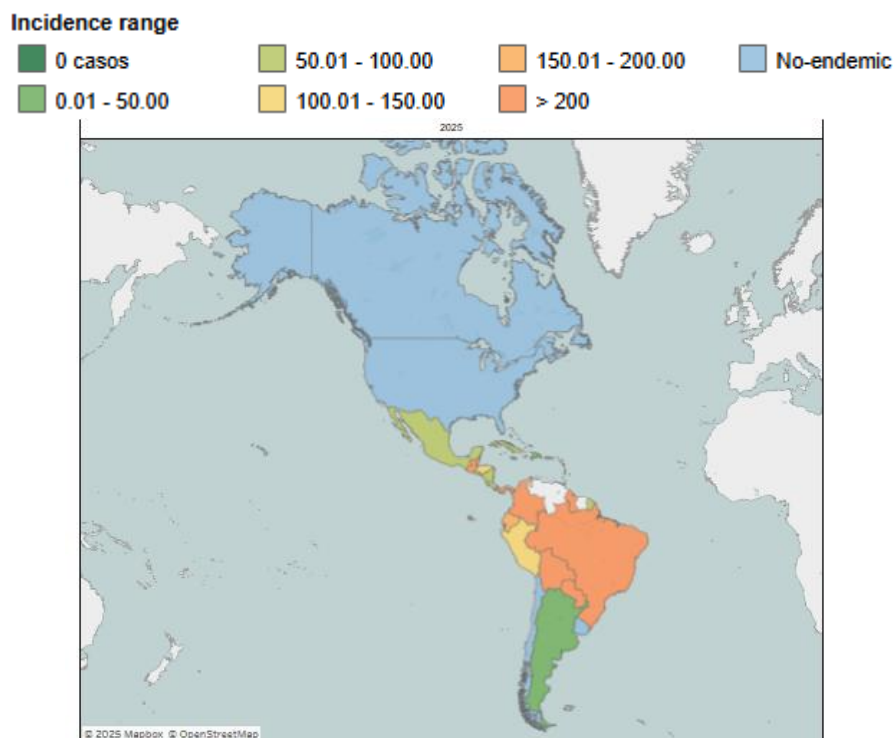 Incidence range
0 casos
50.01 - 100.00
150.01 - 200.00
No-endemic
0.01 - 50.00
100.01 - 150.00
> 200
2025
© 2025 Mapbox © OpenStreetMap